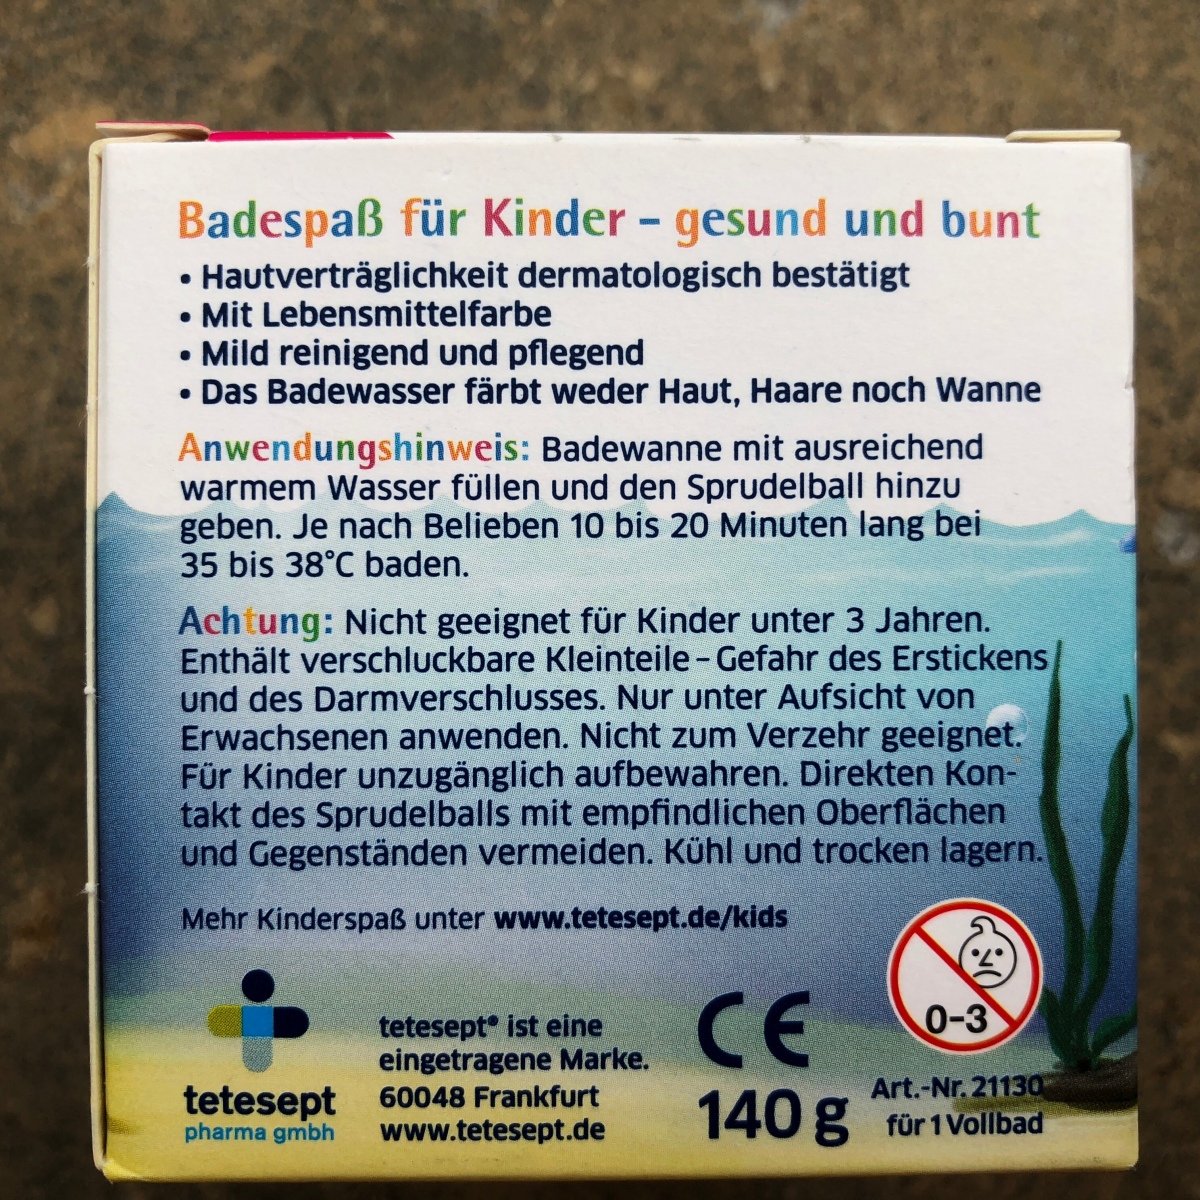 Badespaß für Kinder – gesund und bunt
• Hautverträglichkeit dermatologisch bestätigt
• Mit Lebensmittelfarbe
• Mild reinigend und pflegend
• Das Badewasser färbt weder Haut, Haare noch Wanne
Anwendungshinweis: Badewanne mit ausreichend
warmem Wasser füllen und den Sprudelball hinzu
geben. Je nach Belieben 10 bis 20 Minuten lang bei
35 bis 38°C baden.
Achtung: Nicht geeignet für Kinder unter 3 Jahren.
Enthält verschluckbare Kleinteile – Gefahr des Erstickens
und des Darmverschlusses. Nur unter Aufsicht von
Erwachsenen anwenden. Nicht zum Verzehr geeignet.
Für Kinder unzugänglich aufbewahren. Direkten Kon-
takt des Sprudelballs mit empfindlichen Oberflächen
und Gegenständen vermeiden. Kühl und trocken lagern.
Mehr Kinderspaß unter www.tetesept.de/kids
0-3
tetesept
pharma gmbh
tetesept® ist eine
eingetragene Marke.
60048 Frankfurt
www.tetesept.de
CE
140 g
Art.-Nr. 21130
für 1 Vollbad